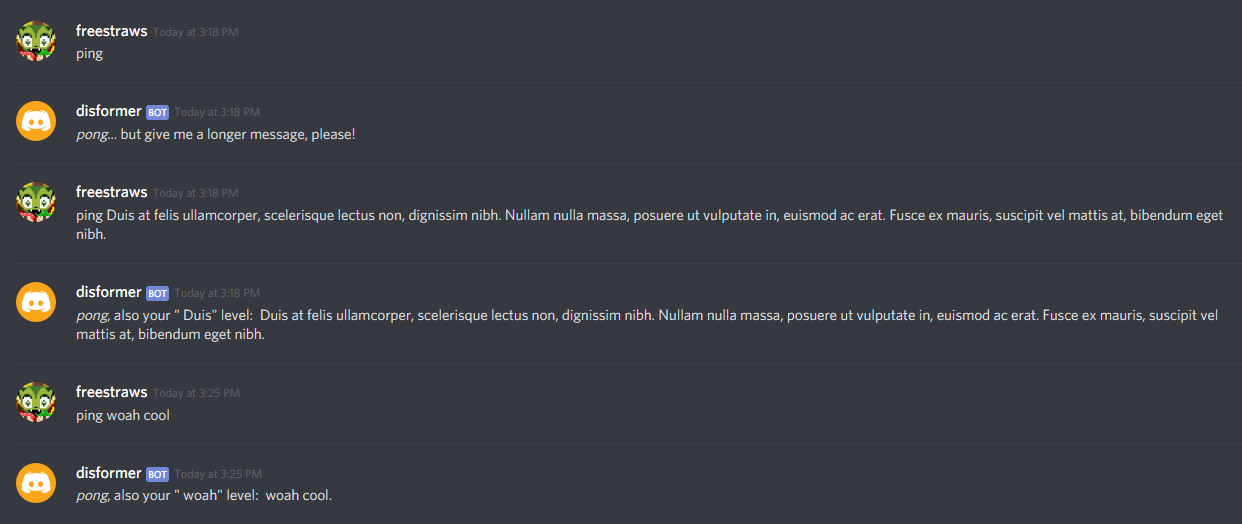 freestraws Today at 3:18 PM
ping
disformer BOT Today at 3:18 PM
pong... but give me a longer message, please!
freestraws Today at 3:18 PM
ping Duis at felis ullamcorper, scelerisque lectus non, dignissim nibh. Nullam nulla massa, posuere ut vulputate in, euismod ac erat. Fusce ex mauris, suscipit vel mattis at, bibendum eget
nibh.
disformer BOT Today at 3:18 PM
pong, also your " Duis" level:  Duis at felis ullamcorper, scelerisque lectus non, dignissim nibh. Nullam nulla massa, posuere ut vulputate in, euismod ac erat. Fusce ex mauris, suscipit vel
mattis at, bibendum eget nibh.
freestraws Today at 3:25 PM
ping woah cool
disformer BOT Today at 3:25 PM
pong, also your " woah" level:  woah cool.